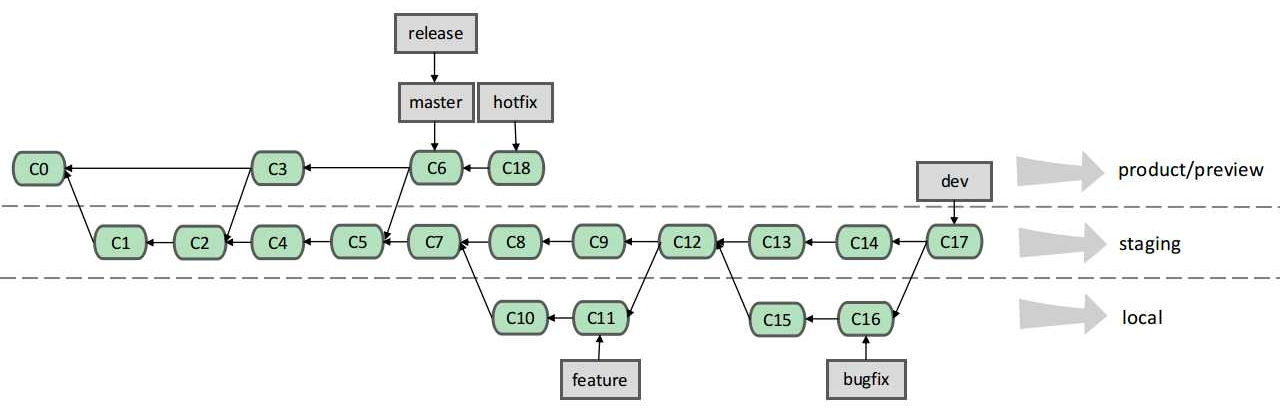 release
master hotfix
C0 C3 C6 C18 product/preview
dev
C1 C2 C4 C5 C7 C8 C9 C12 C13 C14 C17 staging
C10 C11 C15 C16 local
feature bugfix